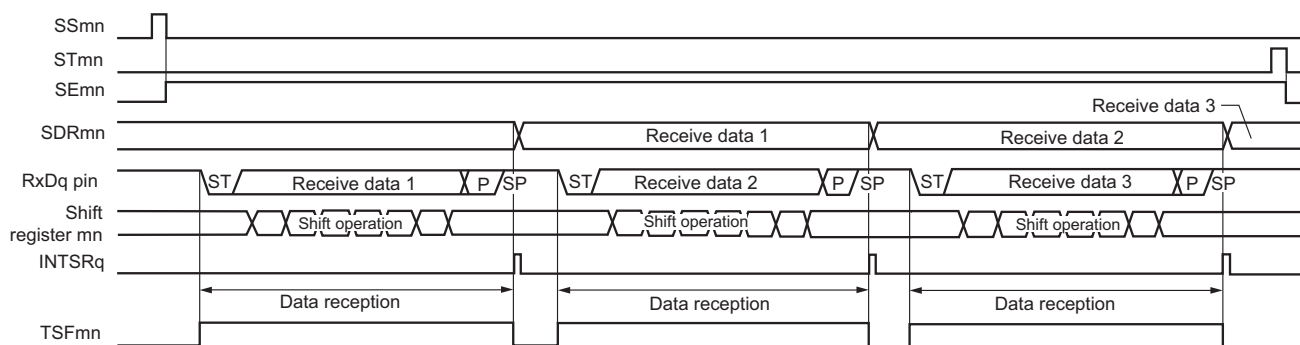 SSmn
STmn
SEmn
Receive data 3
SDRmn
Receive data 1
Receive data 2
RxDq pin
ST
Receive data 1
P
SP
ST
Receive data 2
P
SP
ST
Receive data 3
P
SP
Shift
register mn
Shift operation
Shift operation
Shift operation
INTSRq
Data reception
Data reception
Data reception
TSFmn